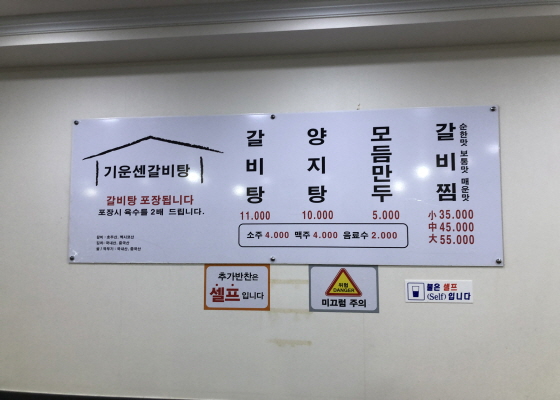 기운센갈비탕
갈비탕 포장됩니다
포장시 육수를 2배 드립니다.
갈비탕
11.000
양지탕
10.000
모듬만두
5.000
갈비찜
순한맛 보통맛 매운맛
小 35.000
中 45.000
大 55.000
소주 4.000 맥주 4.000 음료수 2.000
추가반찬은
셀프입니다
위험
DANGER
미끄럼 주의
물은 셀프
(Self) 입니다